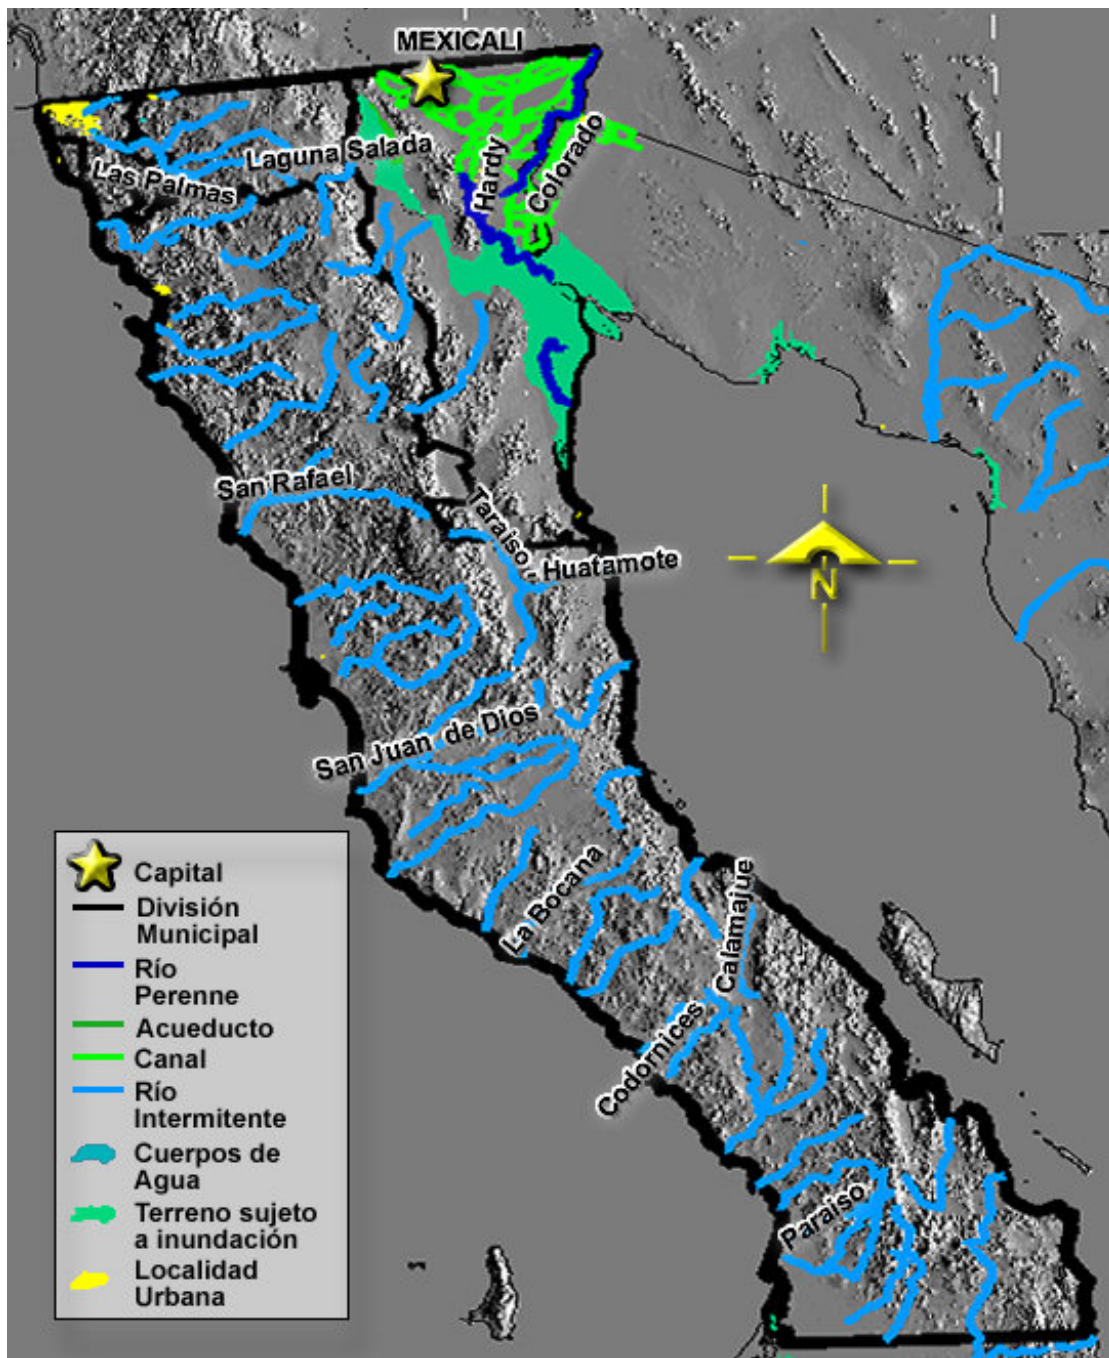 MEXICALI
Laguna Salada
Las Palmas
Hardy
Colorado
San Rafael
Taraiso
- Huatamote
N
San Juan de Dios
La Bocana
Calamajue
Codornices
Paraiso
Capital
División
Municipal
Río
Perenne
Acueducto
Canal
Río
Intermitente
Cuerpos de
Agua
Terreno sujeto
a inundación
Localidad
Urbana